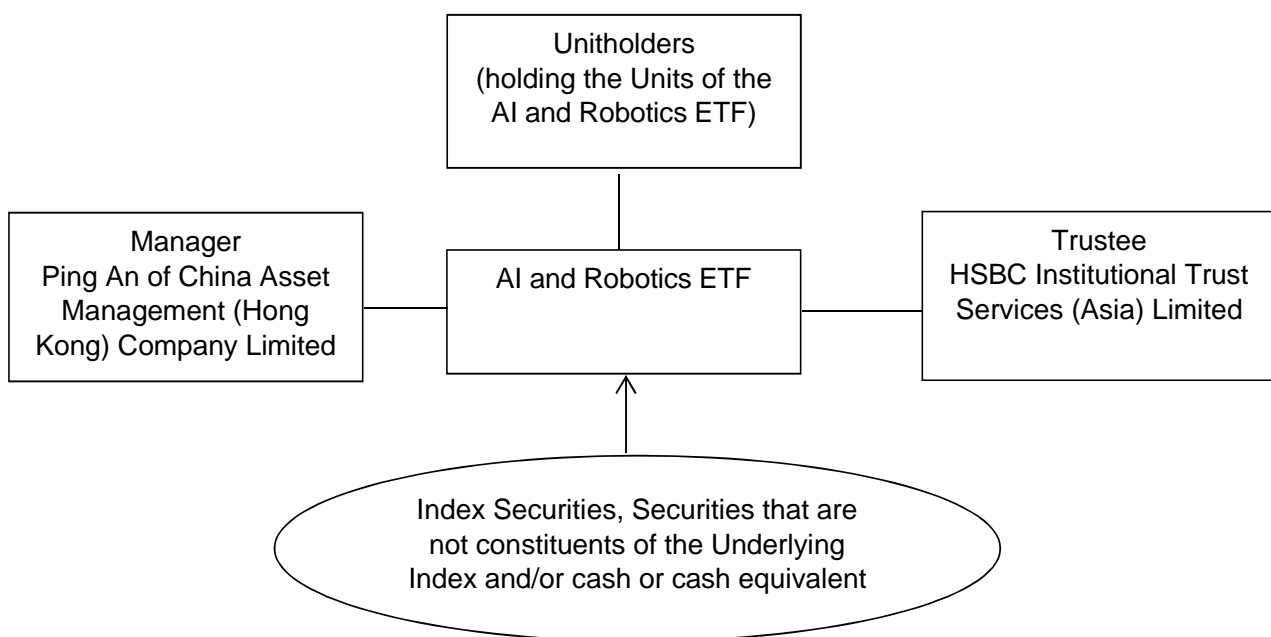 Unitholders
(holding the Units of the
AI and Robotics ETF)
Manager
Ping An of China Asset
Management (Hong
Kong) Company Limited
AI and Robotics ETF
Trustee
HSBC Institutional Trust
Services (Asia) Limited
Index Securities, Securities that are
not constituents of the Underlying
Index and/or cash or cash equivalent